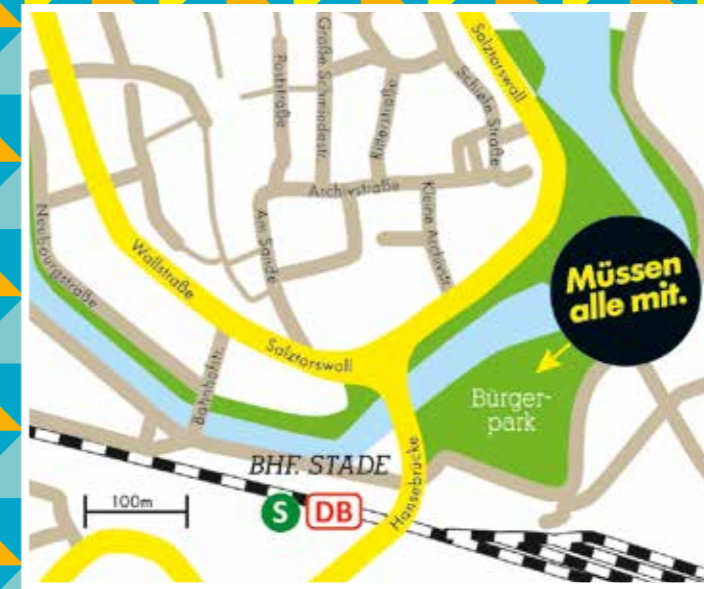 Salztorswall
Poststraße
Große Schmiedestr.
Ritterstraße
Schiefe Straße
Archivstraße
Kleine Archivstr.
Am Sande
Neubourgstraße
Wallstraße
Müssen
alle mit.
Salztorswall
Bahnhofstr.
Bürger-
park
BHF. STADE
Hansebrücke
100m
S
DB